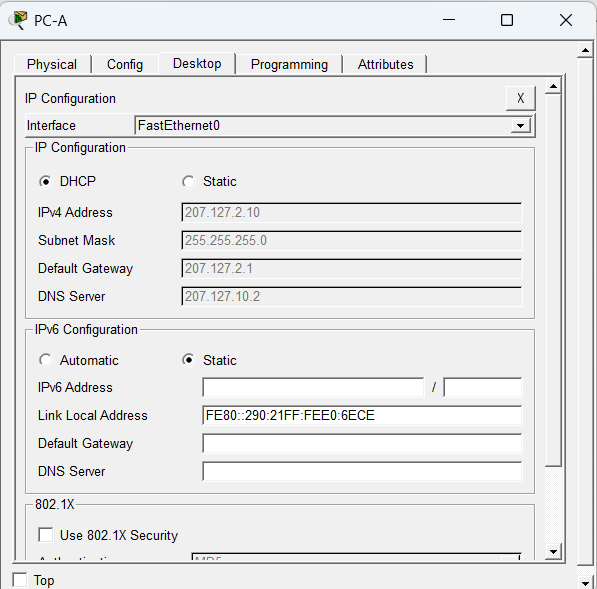 PC-A
Physical Config Desktop Programming Attributes
IP Configuration X
Interface FastEthernet0
IP Configuration
DHCP Static
IPv4 Address 207.127.2.10
Subnet Mask 255.255.255.0
Default Gateway 207.127.2.1
DNS Server 207.127.10.2
IPv6 Configuration
Automatic Static
IPv6 Address /
Link Local Address FE80::290:21FF:FEE0:6ECE
Default Gateway
DNS Server
802.1X
Use 802.1X Security
Top